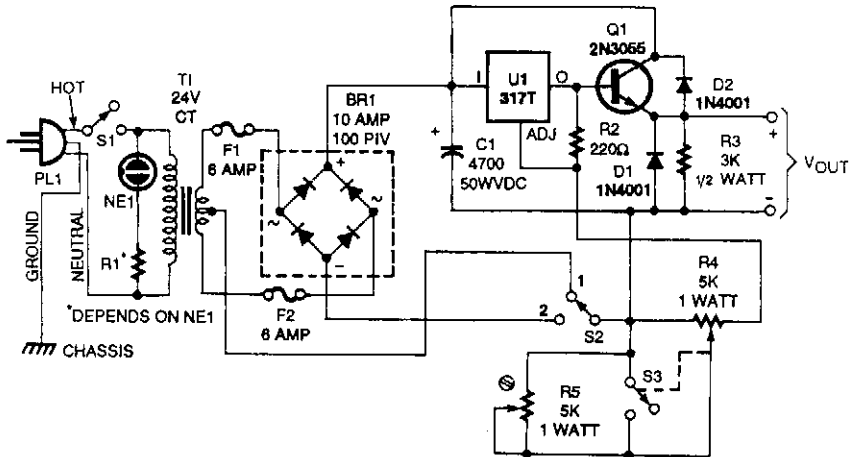 HOT
S1
PL1
GROUND
NEUTRAL
NE1
R1*
*DEPENDS ON NE1
CHASSIS
T1
24V
CT
F1
6 AMP
F2
6 AMP
BR1
10 AMP
100 PIV
+
~
~
−
+
C1
4700
50WVDC
I
U1
317T
O
ADJ
Q1
2N3055
R2
220Ω
D1
1N4001
D2
1N4001
R3
3K
1/2 WATT
+
−
VOUT
1
2
S2
R4
5K
1 WATT
S3
R5
5K
1 WATT